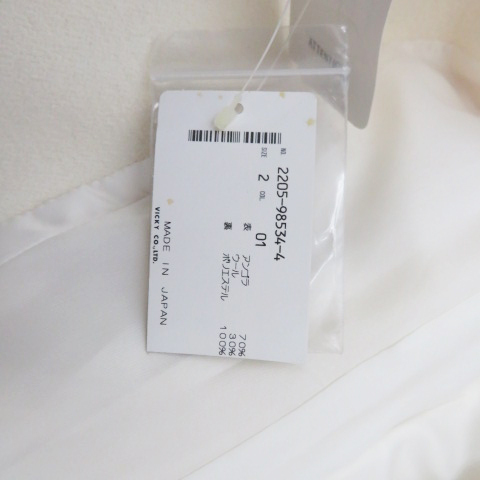 NO. 2205-98534-4
SIZE 2 COL. 01
表 アンゴラ 70%
ウール 30%
裏 ポリエステル 100%
MADE IN JAPAN
VICKY CO.,LTD.